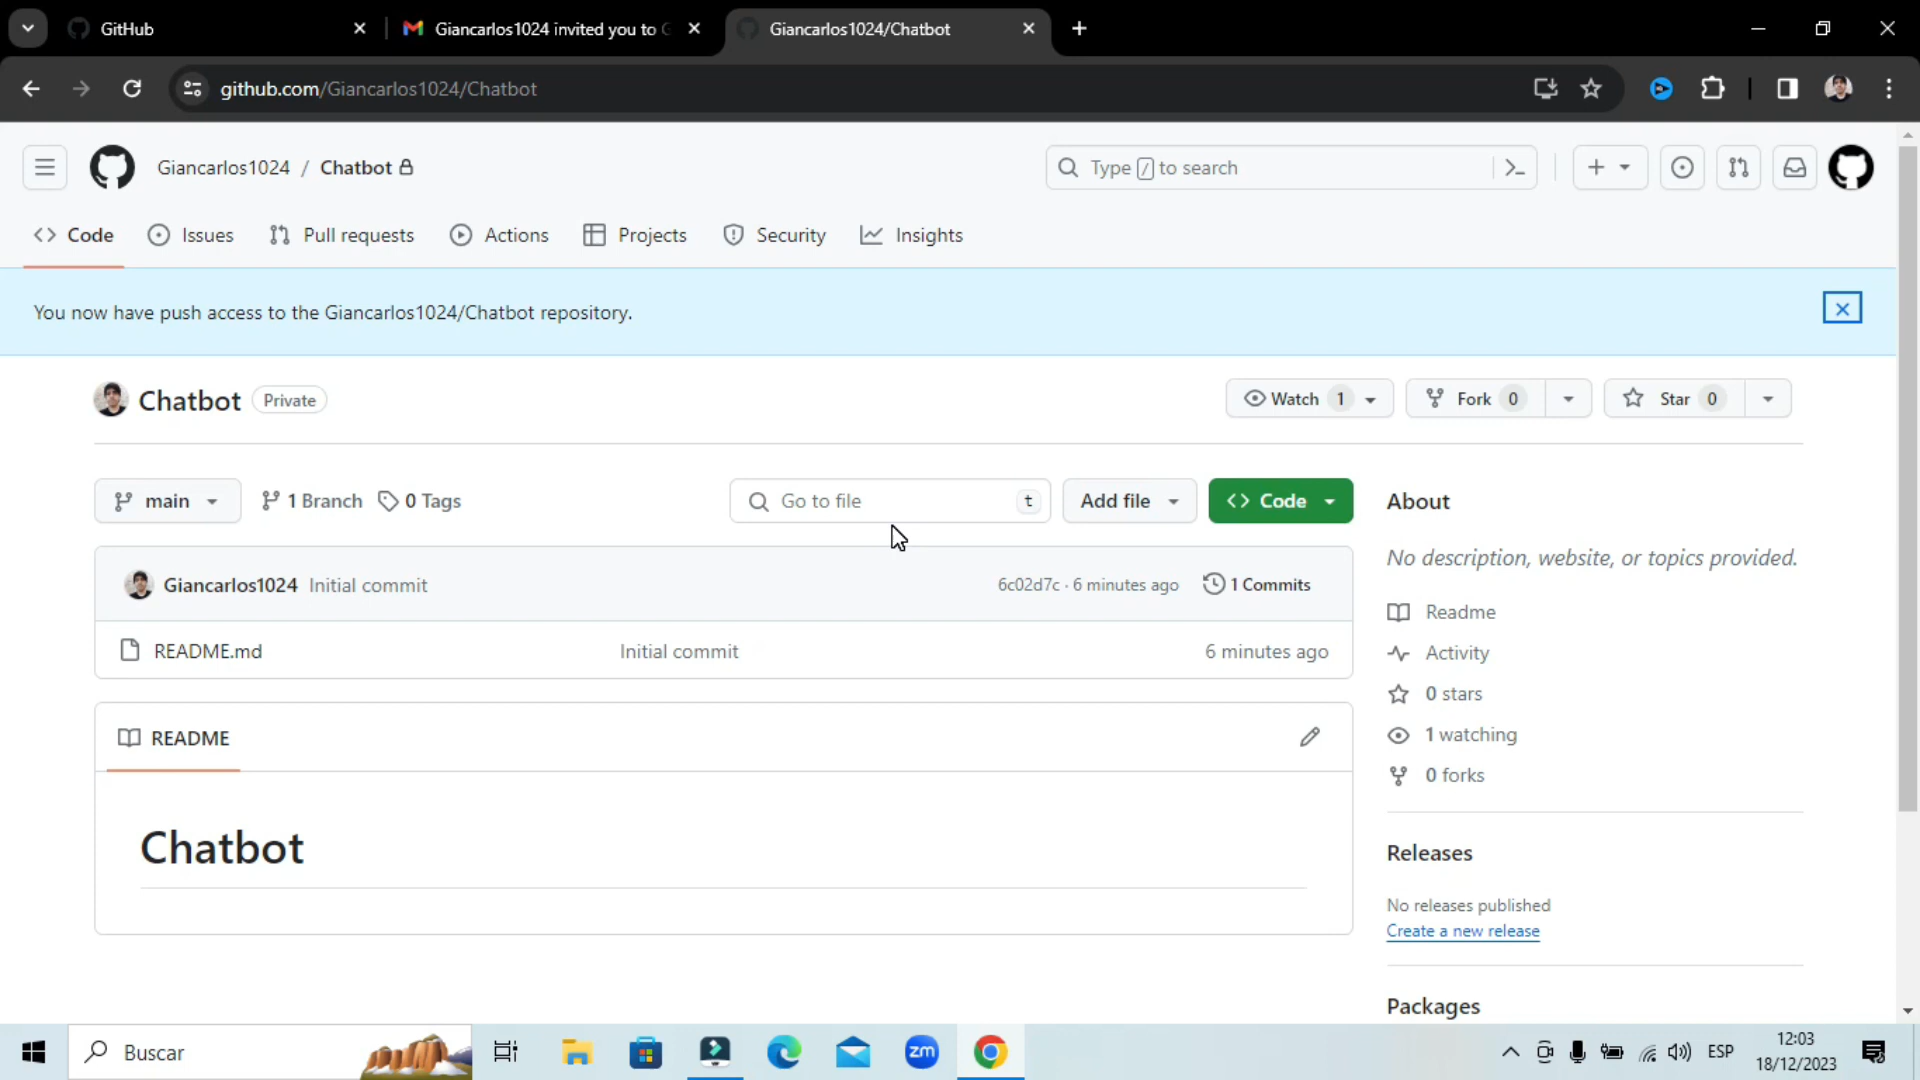 GitHub
Giancarlos1024 invited you to
Giancarlos1024/Chatbot
github.com/Giancarlos1024/Chatbot
Giancarlos1024 / Chatbot
Type / to search
Code
Issues
Pull requests
Actions
Projects
Security
Insights
You now have push access to the Giancarlos1024/Chatbot repository.
Chatbot Private
Watch 1
Fork 0
Star 0
main
1 Branch
0 Tags
Go to file t
Add file
Code
Giancarlos1024 Initial commit
6c02d7c · 6 minutes ago
1 Commits
README.md
Initial commit
6 minutes ago
README
Chatbot
About
No description, website, or topics provided.
Readme
Activity
0 stars
1 watching
0 forks
Releases
No releases published
Create a new release
Packages
Buscar
zm
ESP
12:03
18/12/2023